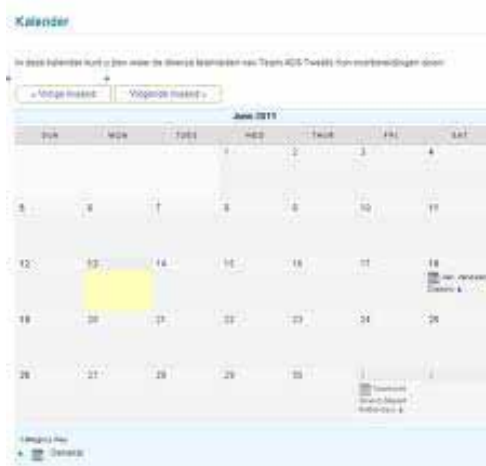 Kalender
In deze kalender kunt u zien waar de diverse teamleden van Team ADS Tweets hun voorbereidingen doen
« Vorige maand Volgende maand »
June 2011
SUN MON TUES WED THUR FRI SAT
1 2 3 4
5 6 7 8 9 10 11
12 13 14 15 16 17 18
19 20 21 22 23 24 25
26 27 28 29 30 1 2
Category Key
General